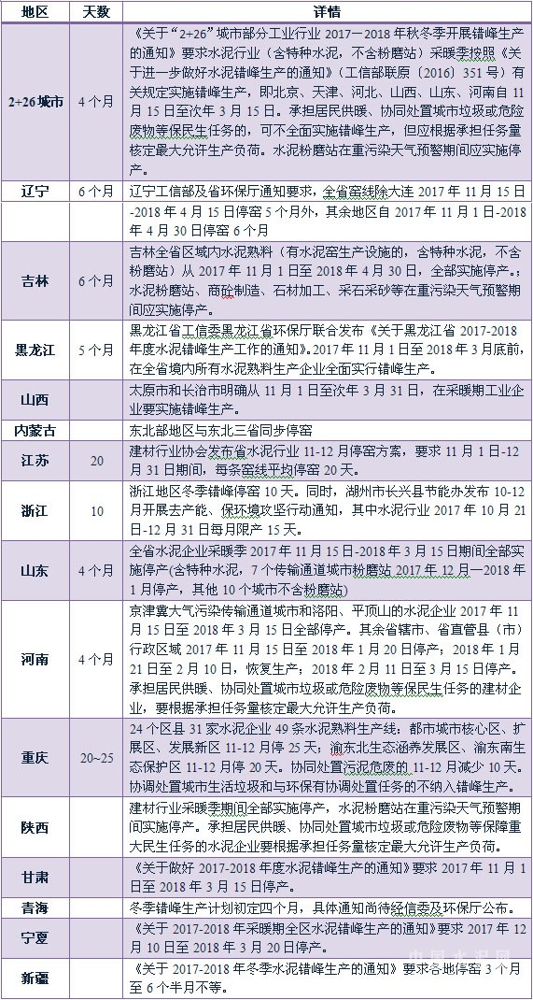 地区 天数 详情
《关于“2+26”城市部分工业行业 2017—2018 年秋冬季开展错峰生产
的通知》要求水泥行业（含特种水泥，不含粉磨站）采暖季按照《关
于进一步做好水泥错峰生产的通知》（工信部联原〔2016〕351 号）有
关规定实施错峰生产，即北京、天津、河北、山西、山东、河南自 11
2+26 城市 4 个月 月 15 日至次年 3 月 15 日。承担居民供暖、协同处置城市垃圾或危险
废物等保民生任务的，可不全面实施错峰生产，但应根据承担任务量
核定最大允许生产负荷。水泥粉磨站在重污染天气预警期间应实施停
产。
辽宁 6 个月 辽宁工信部及省环保厅通知要求，全省窑线除大连 2017 年 11 月 15 日
-2018 年 4 月 15 日停窑 5 个月外，其余地区自 2017 年 11 月 1 日-2018
年 4 月 30 日停窑 6 个月
吉林全省区域内水泥熟料（有水泥窑生产设施的，含特种水泥，不含
吉林 6 个月 粉磨站）从 2017 年 11 月 1 日至 2018 年 4 月 30 日，全部实施停产。；
水泥粉磨站、商砼制造、石材加工、采石采砂等在重污染天气预警期
间应实施停产。
黑龙江省工信委黑龙江省环保厅联合发布《关于黑龙江省 2017-2018
黑龙江 5 个月 年度水泥错峰生产工作的通知》。2017 年 11 月 1 日至 2018 年 3 月底前，
在全省境内所有水泥熟料生产企业全面实行错峰生产。
山西 太原市和长治市明确从 11 月 1 日至次年 3 月 31 日，在采暖期工业企
业要实施错峰生产。
内蒙古 东北部地区与东北三省同步停窑
江苏 20 建材行业协会发布省水泥行业 11-12 月停窑方案，要求 11 月 1 日-12
月 31 日期间，每条窑线平均停窑 20 天。
浙江地区冬季错峰停窑 10 天。同时，湖州市长兴县节能办发布 10-12
浙江 10 月开展去产能、保环境攻坚行动通知，其中水泥行业 2017 年 10 月 21
日-12 月 31 日每月限产 15 天。
全省水泥企业采暖季 2017 年 11 月 15 日-2018 年 3 月 15 日期间全部实
山东 4 个月 施停产(含特种水泥，7 个传输通道城市粉磨站 2017 年 12 月—2018 年
1 月停产，其他 10 个城市不含粉磨站)
京津冀大气污染传输通道城市和洛阳、平顶山的水泥企业 2017 年 11
月 15 日至 2018 年 3 月 15 日全部停产。其余省辖市、省直管县（市）
河南 4 个月 行政区域 2017 年 11 月 15 日至 2018 年 1 月 20 日停产；2018 年 1 月
21 日至 2 月 10 日，恢复生产；2018 年 2 月 11 日至 3 月 15 日停产。
承担居民供暖、协同处置城市垃圾或危险废物等保民生任务的建材企
业，要根据承担任务量核定最大允许生产负荷。
24 个区县 31 家水泥企业 49 条水泥熟料生产线：都市城市核心区、扩
重庆 20~25 展区、发展新区 11-12 月停 25 天；渝东北生态涵养发展区、渝东南生
态保护区 11-12 月停 20 天。协同处置污泥危废的 11-12 月减少 10 天。
协调处置城市生活垃圾和与环保有协调处置任务的不纳入错峰生产。
建材行业采暖季期间全部实施停产，水泥粉磨站在重污染天气预警期
陕西 间实施停产。承担居民供暖、协同处置城市垃圾或危险废物等保障重
大民生任务的水泥企业要根据承担任务量核定最大允许生产负荷。
甘肃 《关于做好 2017-2018 年度水泥错峰生产的通知》要求 2017 年 11 月 1
日至 2018 年 3 月 15 日停产。
青海 冬季错峰生产计划初定四个月，具体通知尚待经信委及环保厅公布。
宁夏 《关于 2017-2018 年采暖期全区水泥错峰生产的通知》要求 2017 年 12
月 10 日至 2018 年 3 月 20 日停产。
中国水泥网
新疆 《关于 2017-2018 年冬季水泥错峰生产的通知》要求各地停窑 3 个月
至 6 个半月不等。